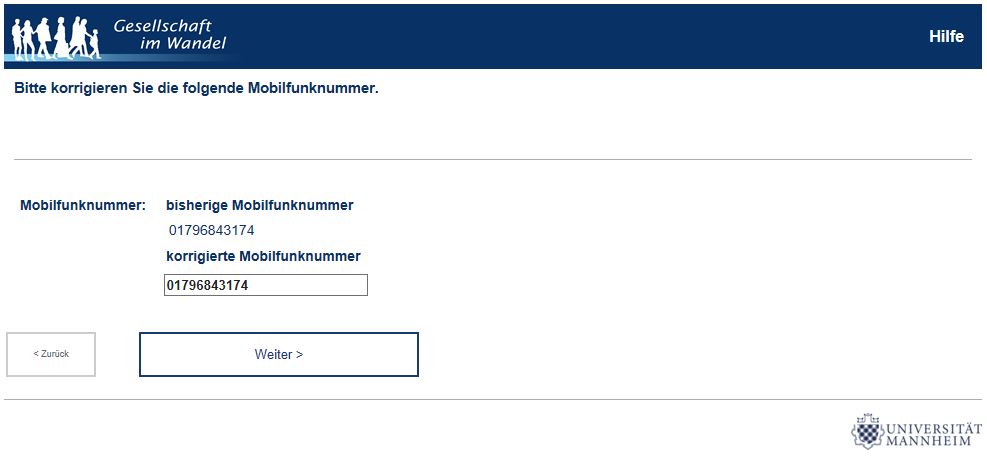 Gesellschaft
im Wandel
Hilfe
Bitte korrigieren Sie die folgende Mobilfunknummer.
Mobilfunknummer: bisherige Mobilfunknummer
01796843174
korrigierte Mobilfunknummer
01796843174
< Zurück
Weiter >
UNIVERSITÄT
MANNHEIM